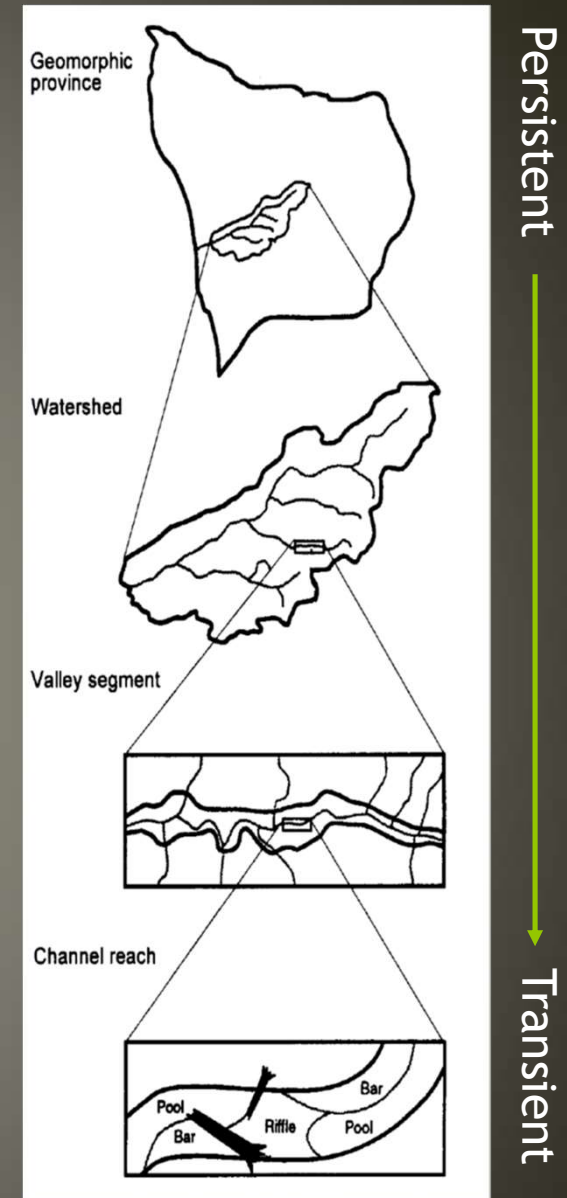 Geomorphic
province
Watershed
Valley segment
Channel reach
Pool
Bar
Riffle
Bar
Pool
Persistent
Transient